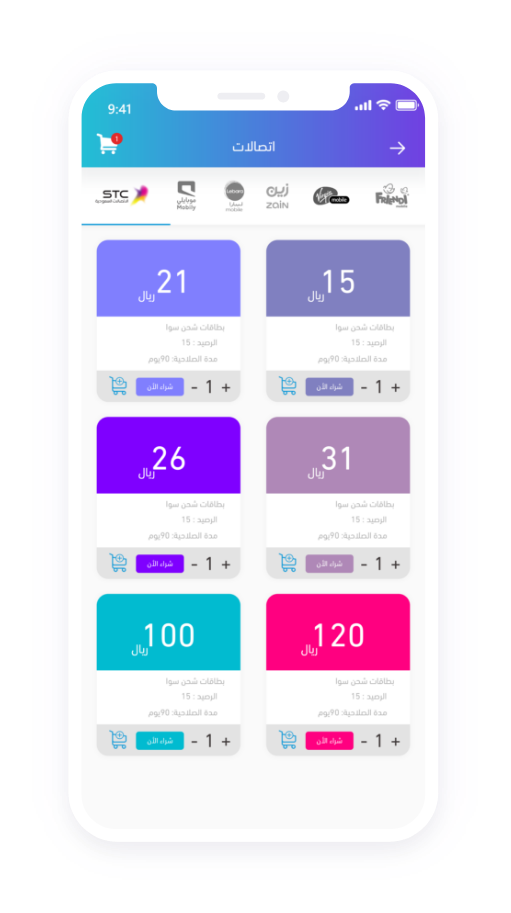 9:41
1
اتصالات
STC
الاتصالات السعودية
موبايلي
Mobily
Lebara
ليبارا
mobile
زين
ZAIN
Virgin
mobile
FRiENDi
mobile
15 ريال
بطاقات شحن سوا
الرصيد : 15
مدة الصلاحية: 90يوم
+ 1 - شراء الآن
21 ريال
بطاقات شحن سوا
الرصيد : 15
مدة الصلاحية: 90يوم
+ 1 - شراء الآن
31 ريال
بطاقات شحن سوا
الرصيد : 15
مدة الصلاحية: 90يوم
+ 1 - شراء الآن
26 ريال
بطاقات شحن سوا
الرصيد : 15
مدة الصلاحية: 90يوم
+ 1 - شراء الآن
120 ريال
بطاقات شحن سوا
الرصيد : 15
مدة الصلاحية: 90يوم
+ 1 - شراء الآن
100 ريال
بطاقات شحن سوا
الرصيد : 15
مدة الصلاحية: 90يوم
+ 1 - شراء الآن